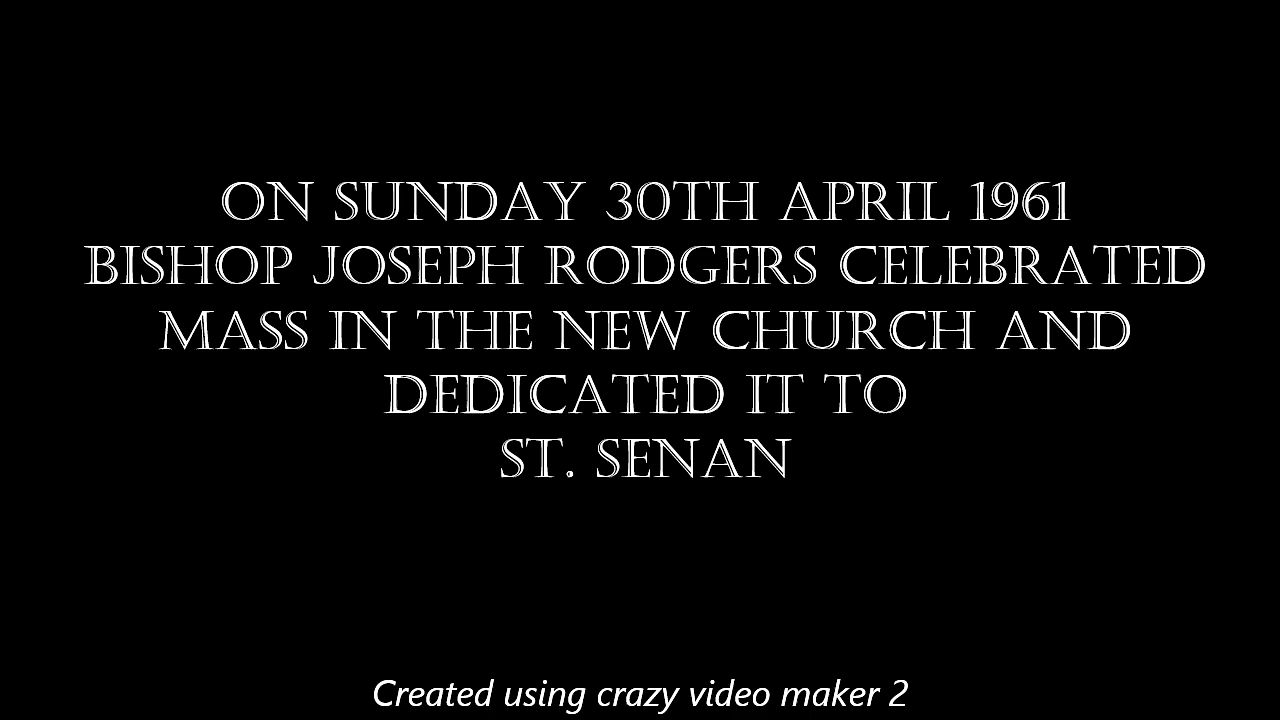 ON SUNDAY 30TH APRIL 1961
BISHOP JOSEPH RODGERS CELEBRATED
MASS IN THE NEW CHURCH AND
DEDICATED IT TO
ST. SENAN
Created using crazy video maker 2